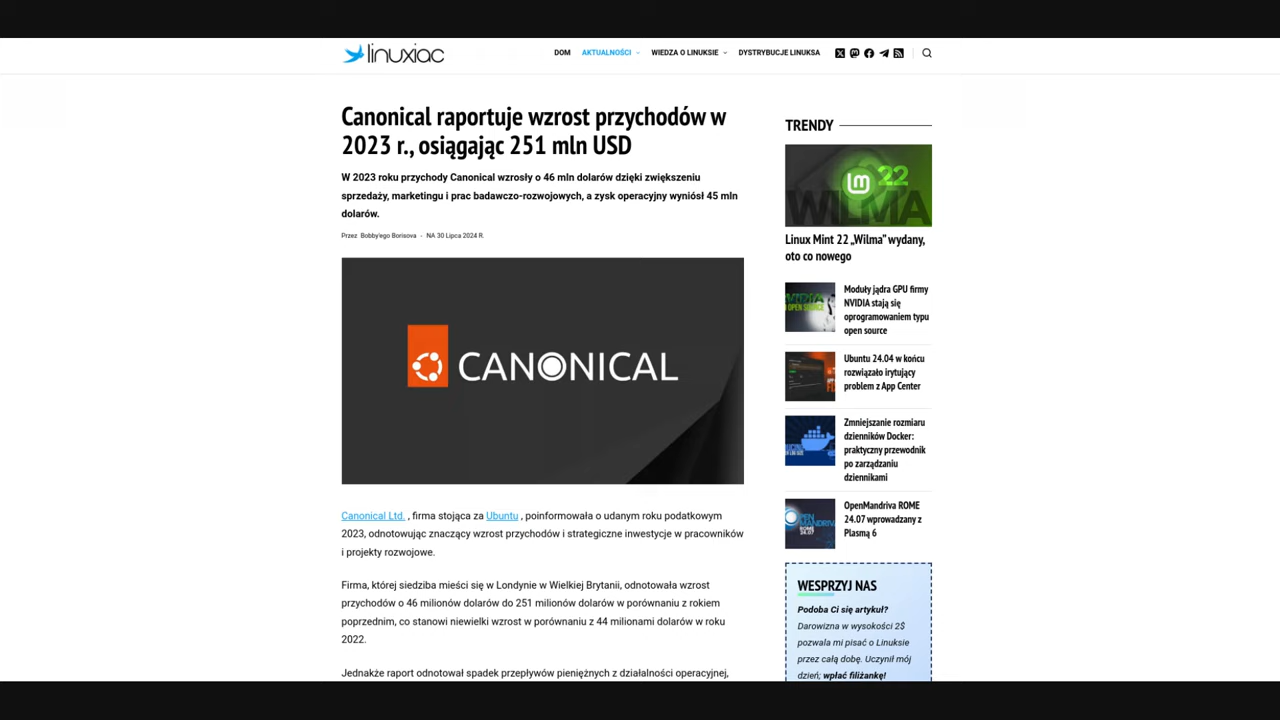 linuxiac
DOM AKTUALNOŚCI WIEDZA O LINUKSIE DYSTRYBUCJE LINUKSA
Canonical raportuje wzrost przychodów w
2023 r., osiągając 251 mln USD
W 2023 roku przychody Canonical wzrosły o 46 mln dolarów dzięki zwiększeniu
sprzedaży, marketingu i prac badawczo-rozwojowych, a zysk operacyjny wyniósł 45 mln
dolarów.
Przez Bobby'ego Borisova - NA 30 Lipca 2024 R.
CANONICAL
Canonical Ltd. , firma stojąca za Ubuntu , poinformowała o udanym roku podatkowym
2023, odnotowując znaczący wzrost przychodów i strategiczne inwestycje w pracowników
i projekty rozwojowe.
Firma, której siedziba mieści się w Londynie w Wielkiej Brytanii, odnotowała wzrost
przychodów o 46 milionów dolarów do 251 milionów dolarów w porównaniu z rokiem
poprzednim, co stanowi niewielki wzrost w porównaniu z 44 milionami dolarów w roku
2022.
Jednakże raport odnotował spadek przepływów pieniężnych z działalności operacyjnej,
TRENDY
lm 22
WILMA
Linux Mint 22 „Wilma” wydany,
oto co nowego
Moduły jądra GPU firmy
NVIDIA stają się
oprogramowaniem typu
open source
Ubuntu 24.04 w końcu
rozwiązało irytujący
problem z App Center
Zmniejszanie rozmiaru
dzienników Docker:
praktyczny przewodnik
po zarządzaniu
dziennikami
OpenMandriva ROME
24.07 wprowadzany z
Plasmą 6
WESPRZYJ NAS
Podoba Ci się artykuł?
Darowizna w wysokości 2$
pozwala mi pisać o Linuksie
przez całą dobę. Uczynił mój
dzień; wpłać filiżankę!